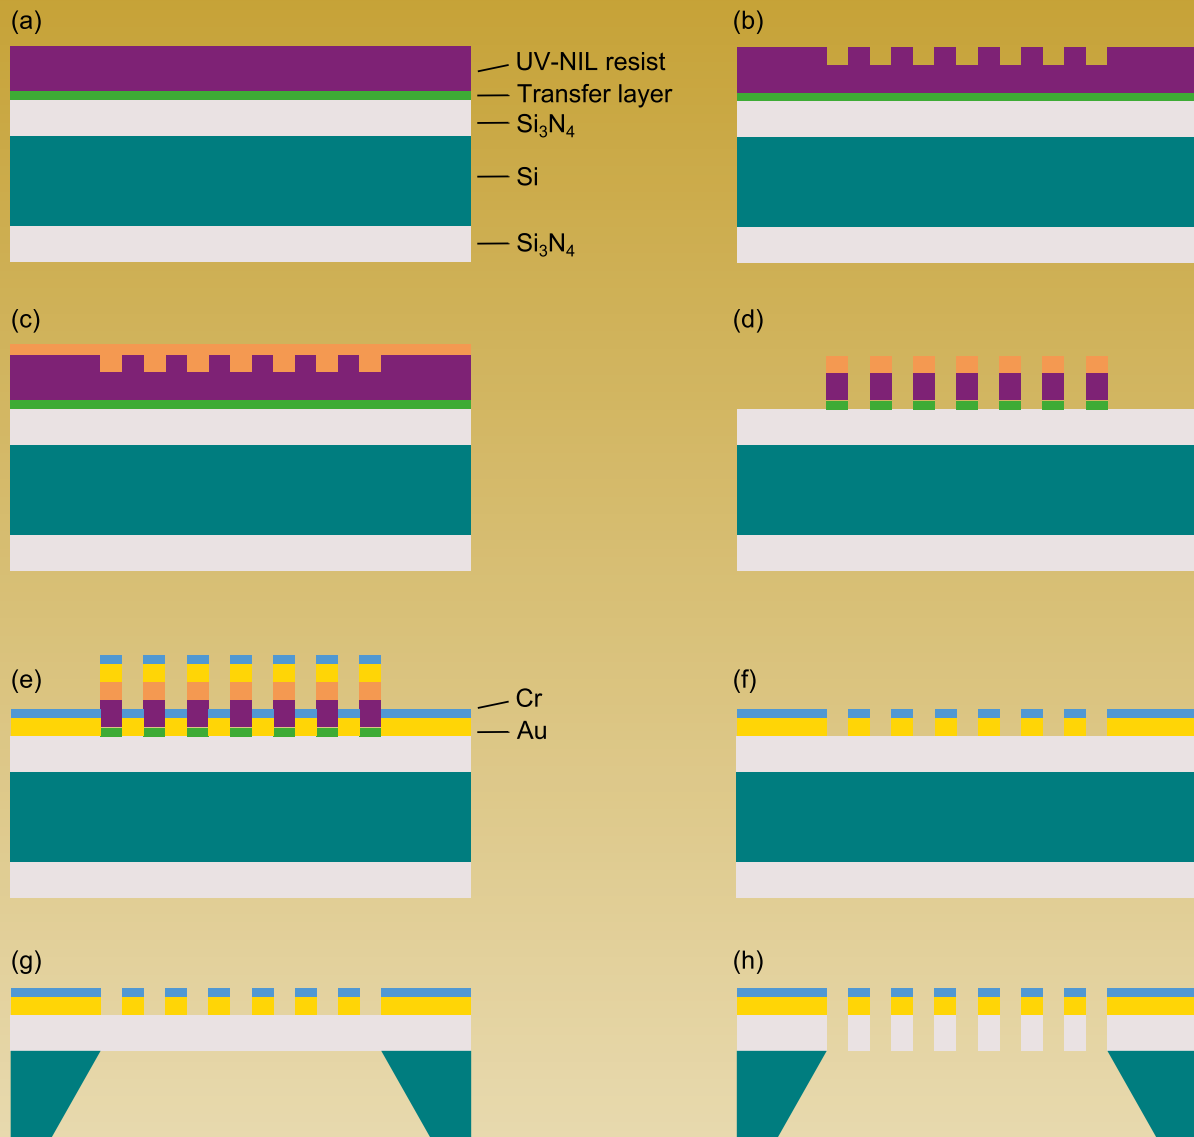 (a)
UV-NIL resist
Transfer layer
Si₃N₄
Si
Si₃N₄
(b)
(c)
(d)
(e)
Cr
Au
(f)
(g)
(h)